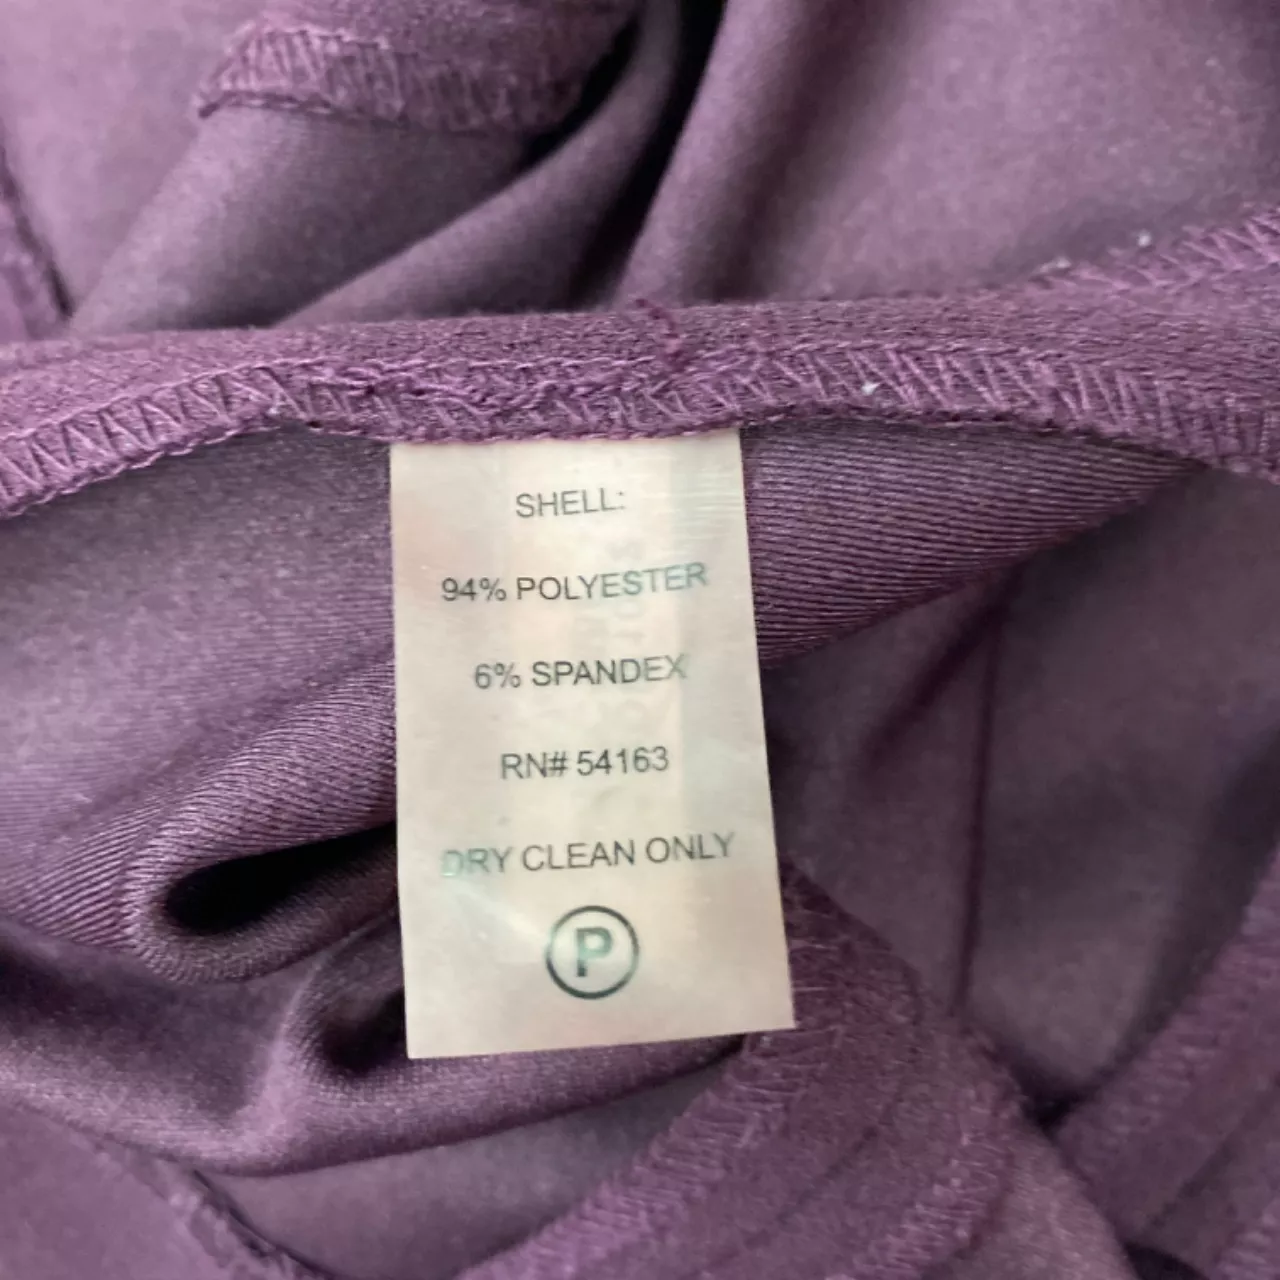 SHELL:
94% POLYESTER
6% SPANDEX
RN# 54163
DRY CLEAN ONLY
P